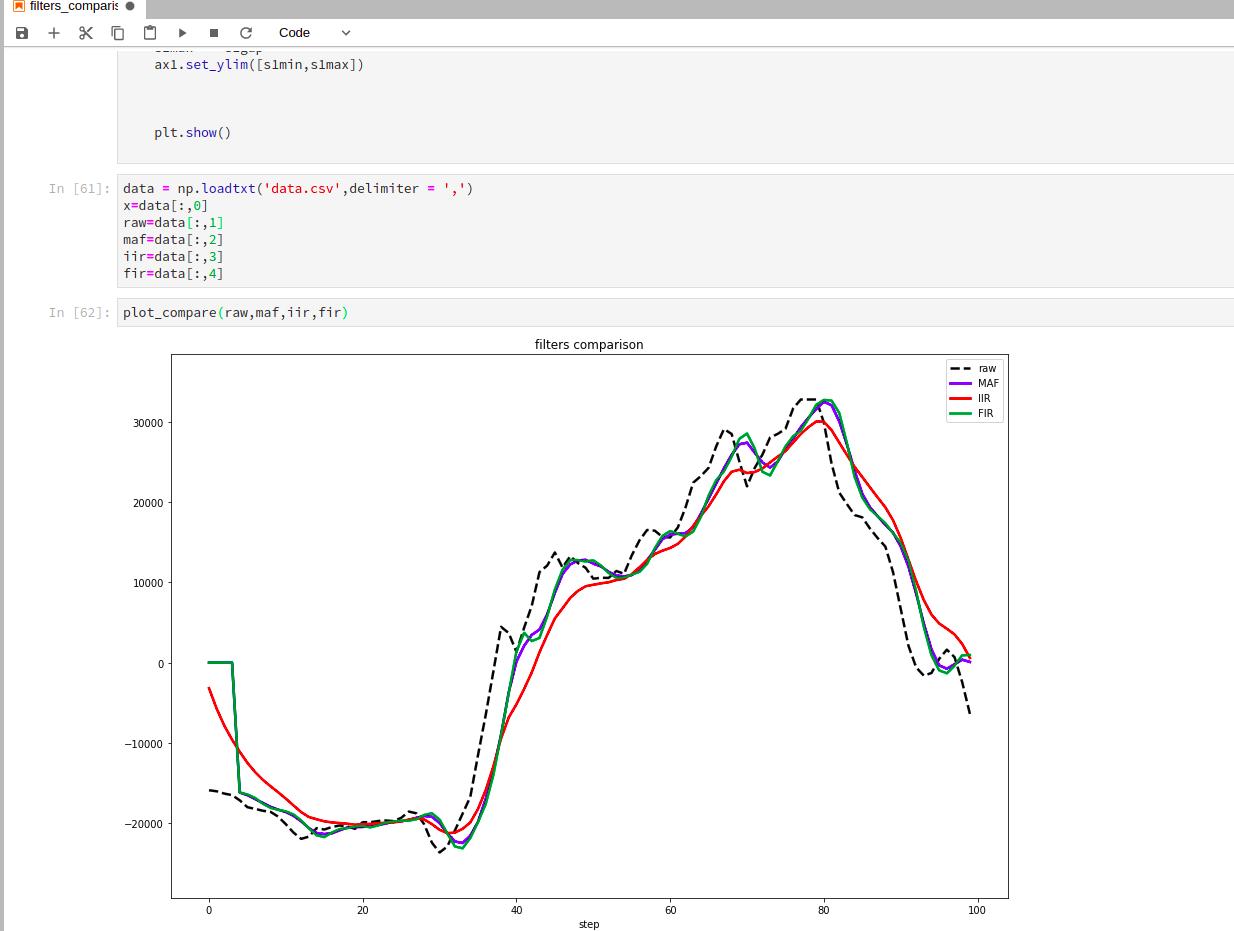 filters_comparis
Code
ax1.set_ylim([s1min,s1max])
plt.show()
In [61]:
data = np.loadtxt('data.csv',delimiter = ',')
x=data[:,0]
raw=data[:,1]
maf=data[:,2]
iir=data[:,3]
fir=data[:,4]
In [62]:
plot_compare(raw,maf,iir,fir)
filters comparison
raw
MAF
IIR
FIR
30000
20000
10000
0
−10000
−20000
0 20 40 60 80 100
step